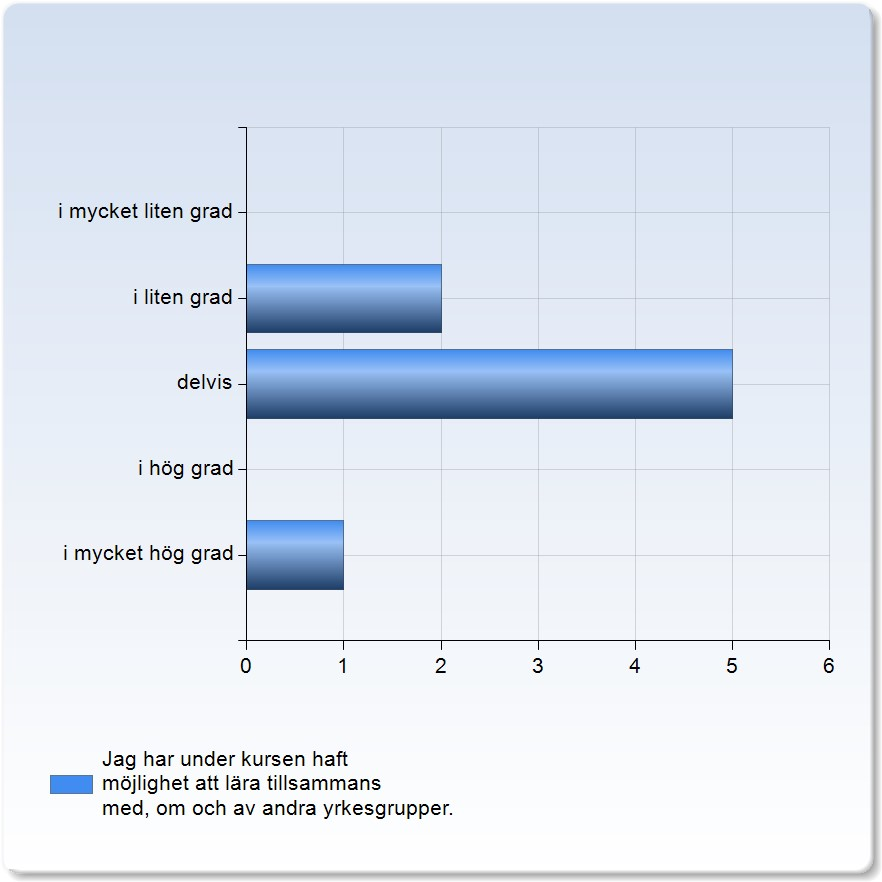 i mycket liten grad
i liten grad
delvis
i hög grad
i mycket hög grad
0 1 2 3 4 5 6
Jag har under kursen haft
möjlighet att lära tillsammans
med, om och av andra yrkesgrupper.